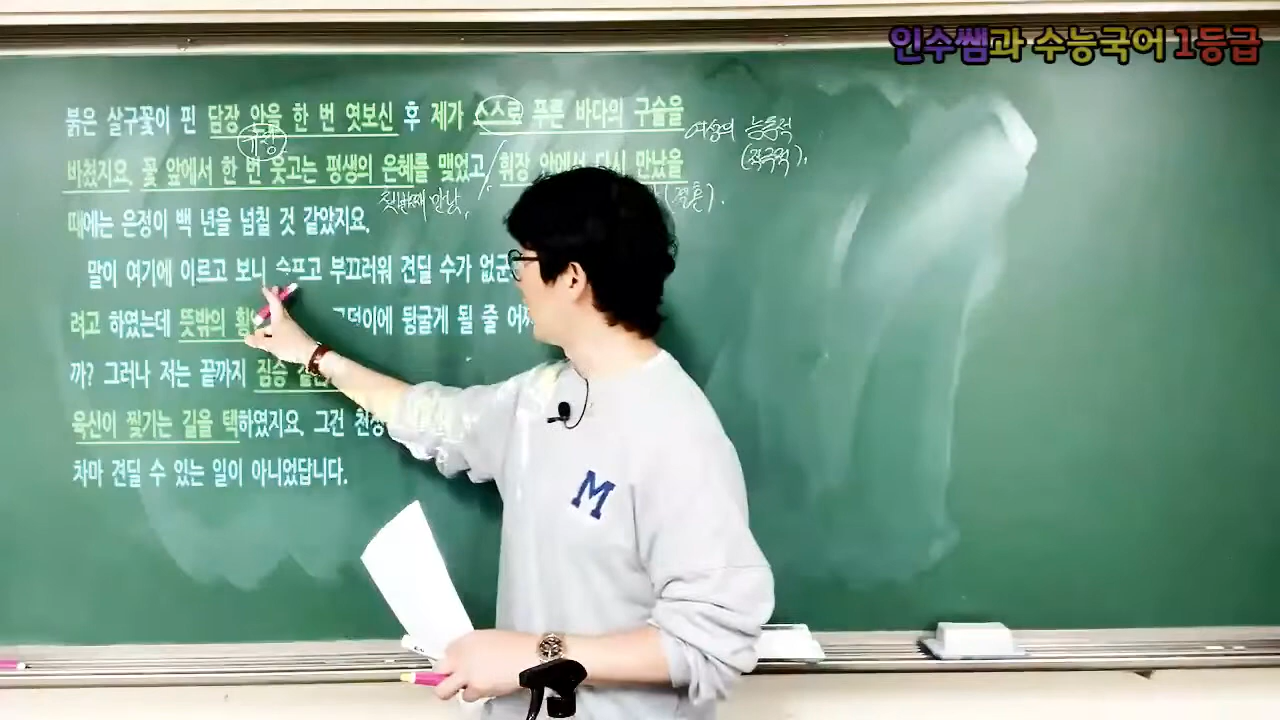 인수쌤과 수능국어 1등급
붉은 살구꽃이 핀 담장 안을 한 번 엿보신 후 제가 스스로 푸른 바다의 구슬을
여성의 능동적
(적극적).
바쳤지요. 꽃 앞에서 한 번 웃고는 평생의 은혜를 맺었고 휘장 안에서 다시 만났을
첫번째 만남,
(결혼).
때에는 은정이 백 년을 넘칠 것 같았지요.
말이 여기에 이르고 보니 슬프고 부끄러워 견딜 수가 없군
려고 하였는데 뜻밖의 구덩이에 뒹굴게 될 줄 어찌
까? 그러나 저는 끝까지 짐승 같은
육신이 찢기는 길을 택하였지요. 그건
차마 견딜 수 있는 일이 아니었답니다.
M